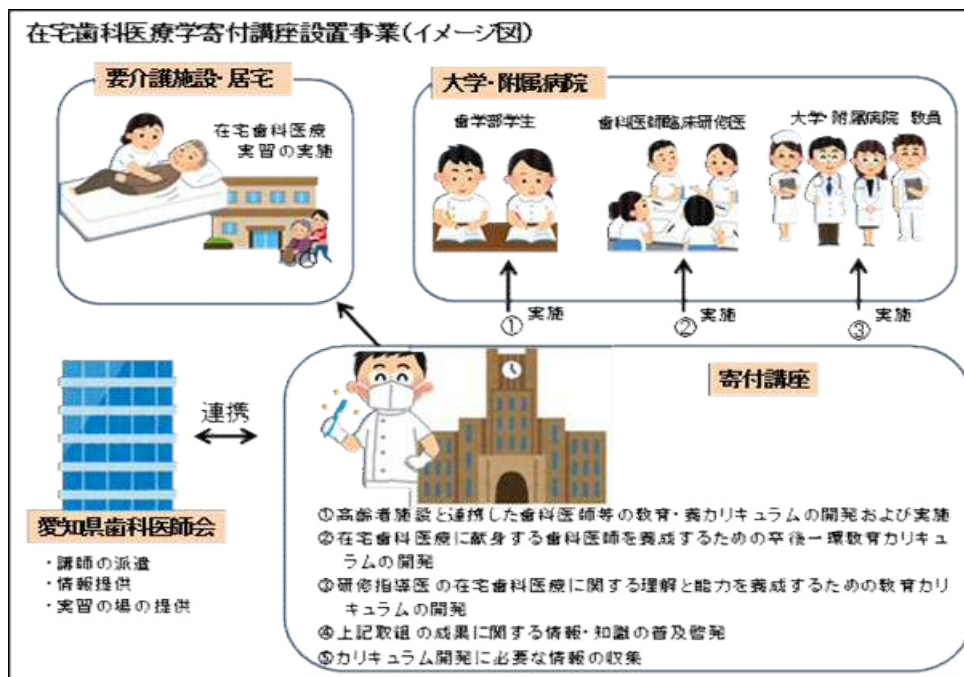 在宅歯科医療学寄付講座設置事業(イメージ図)
要介護施設・居宅
在宅歯科医療
実習の実施
大学・附属病院
歯学部学生
歯科医師臨床研修医
大学・附属病院 教員
① 実施
② 実施
③ 実施
連携
愛知県歯科医師会
・講師の派遣
・情報提供
・実習の場の提供
寄付講座
①高齢者施設と連携した歯科医師等の教育・養カリキュラムの開発および実施
②在宅歯科医療に献身する歯科医師を養成するための卒後一環教育カリキュ
ラムの開発
③研修指導医の在宅歯科医療に関する理解と能力を養成するための教育カリ
キュラムの開発
④上記取組の成果に関する情報・知識の普及啓発
⑤カリキュラム開発に必要な情報の収集